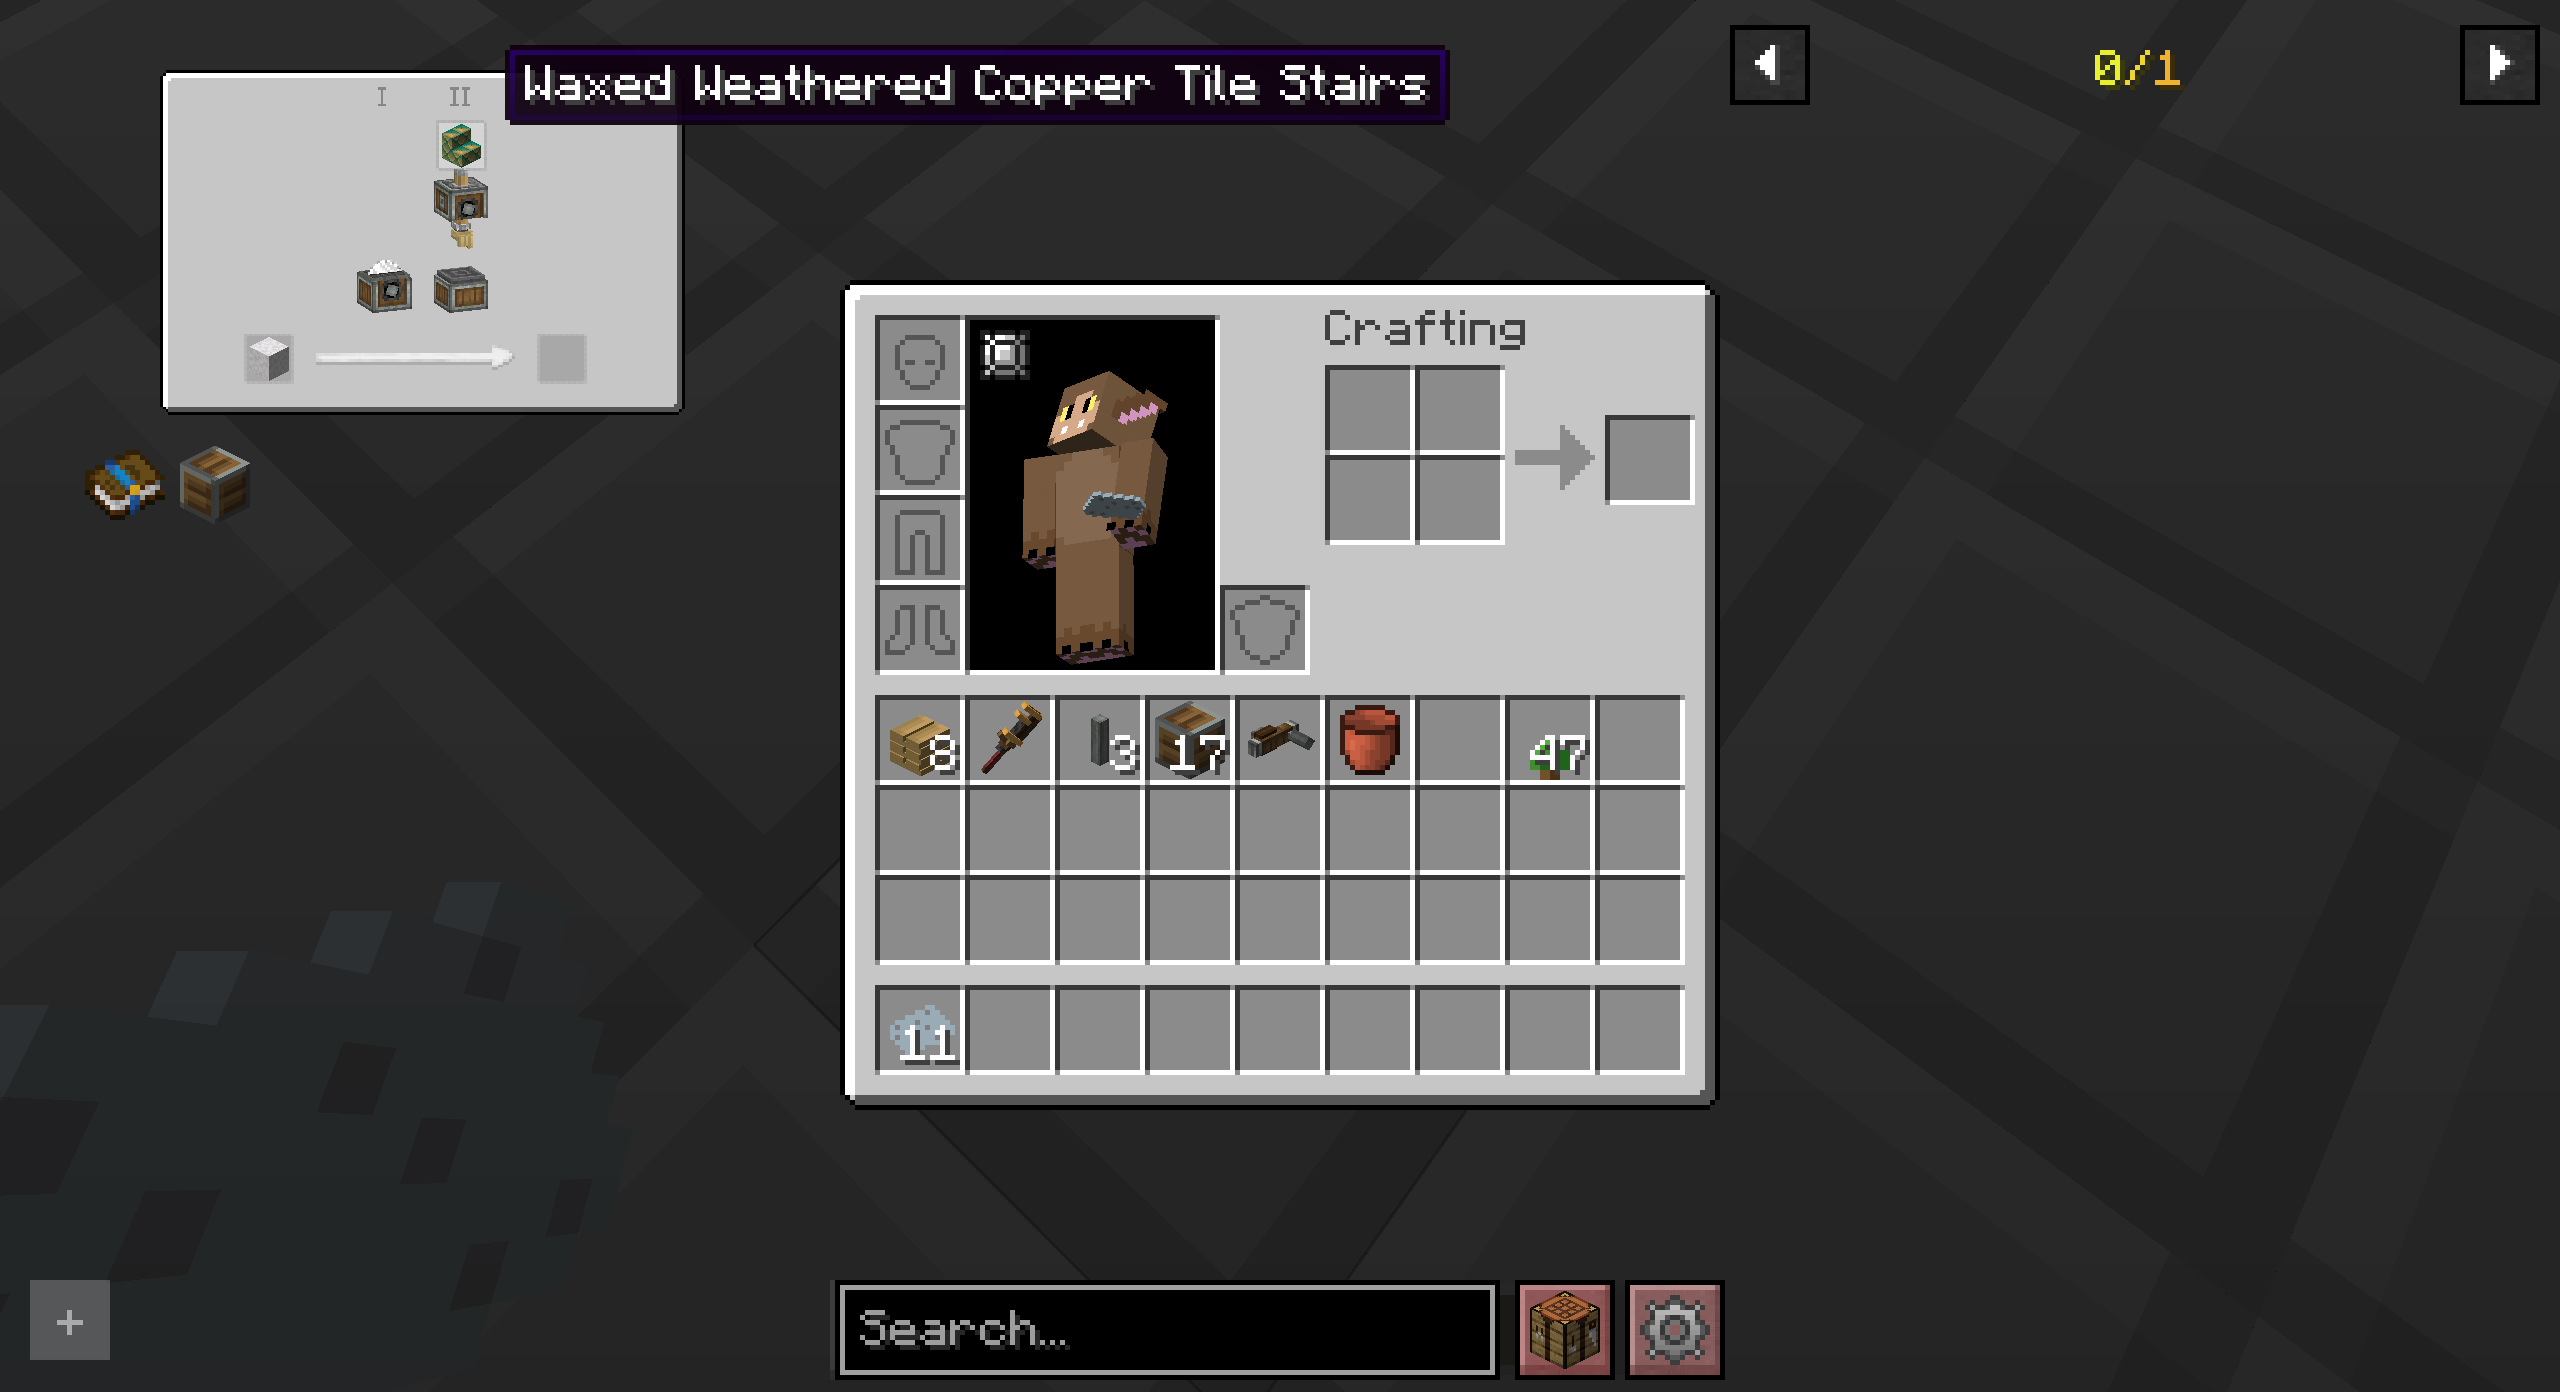 Waxed Weathered Copper Tile Stairs
0/1
I II
Crafting
8 3 17 47
11
+
Search...